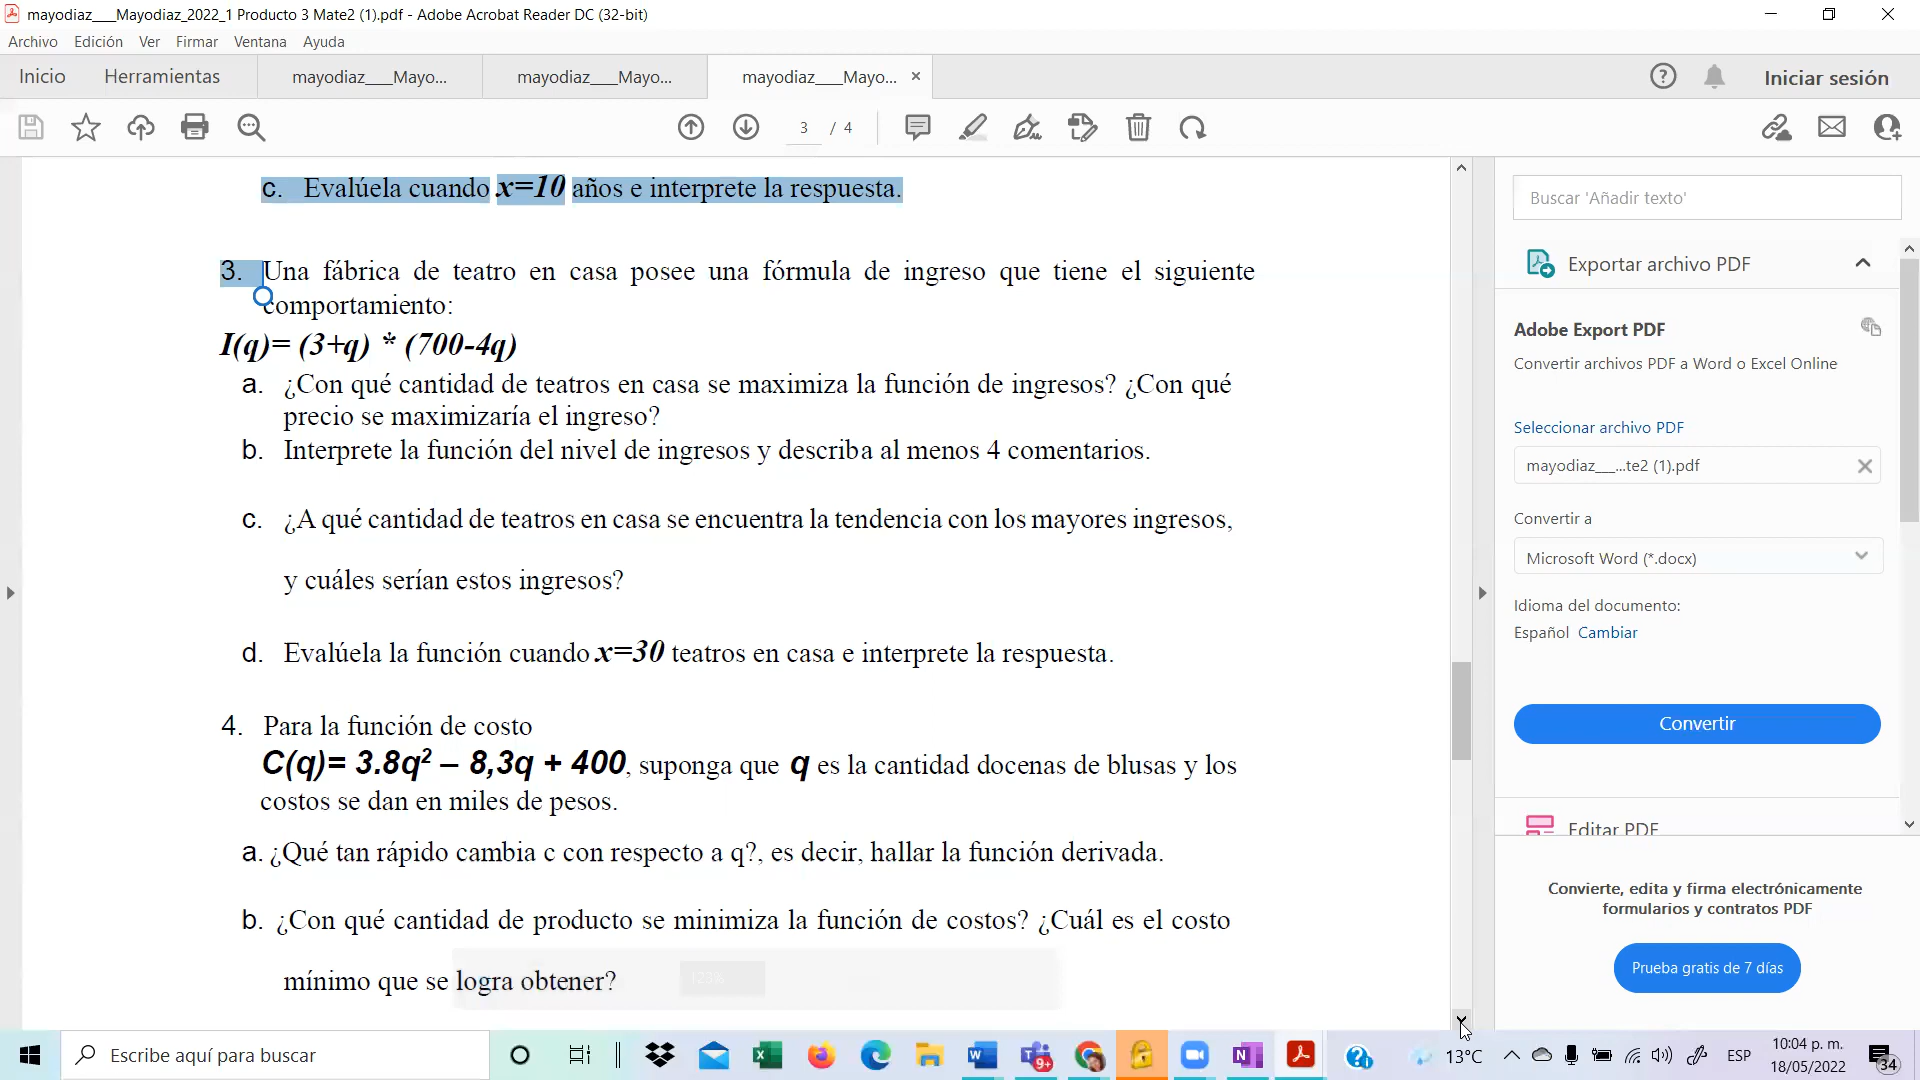 mayodiaz___Mayodiaz_2022_1 Producto 3 Mate2 (1).pdf - Adobe Acrobat Reader DC (32-bit)
Archivo Edición Ver Firmar Ventana Ayuda
Inicio Herramientas mayodiaz___Mayo... mayodiaz___Mayo... mayodiaz___Mayo... × Iniciar sesión
3 / 4
c. Evalúela cuando x=10 años e interprete la respuesta.
3. Una fábrica de teatro en casa posee una fórmula de ingreso que tiene el siguiente
comportamiento:
I(q)= (3+q) * (700-4q)
a. ¿Con qué cantidad de teatros en casa se maximiza la función de ingresos? ¿Con qué
precio se maximizaría el ingreso?
b. Interprete la función del nivel de ingresos y describa al menos 4 comentarios.
c. ¿A qué cantidad de teatros en casa se encuentra la tendencia con los mayores ingresos,
y cuáles serían estos ingresos?
d. Evalúela la función cuando x=30 teatros en casa e interprete la respuesta.
4. Para la función de costo
C(q)= 3.8q² – 8,3q + 400, suponga que q es la cantidad docenas de blusas y los
costos se dan en miles de pesos.
a. ¿Qué tan rápido cambia c con respecto a q?, es decir, hallar la función derivada.
b. ¿Con qué cantidad de producto se minimiza la función de costos? ¿Cuál es el costo
mínimo que se logra obtener?
123%
Buscar 'Añadir texto'
Exportar archivo PDF
Adobe Export PDF
Convertir archivos PDF a Word o Excel Online
Seleccionar archivo PDF
mayodiaz___...te2 (1).pdf
Convertir a
Microsoft Word (*.docx)
Idioma del documento:
Español Cambiar
Convertir
Editar PDF
Convierte, edita y firma electrónicamente
formularios y contratos PDF
Prueba gratis de 7 días
Escribe aquí para buscar
9+
13°C
ESP
10:04 p. m.
18/05/2022
34